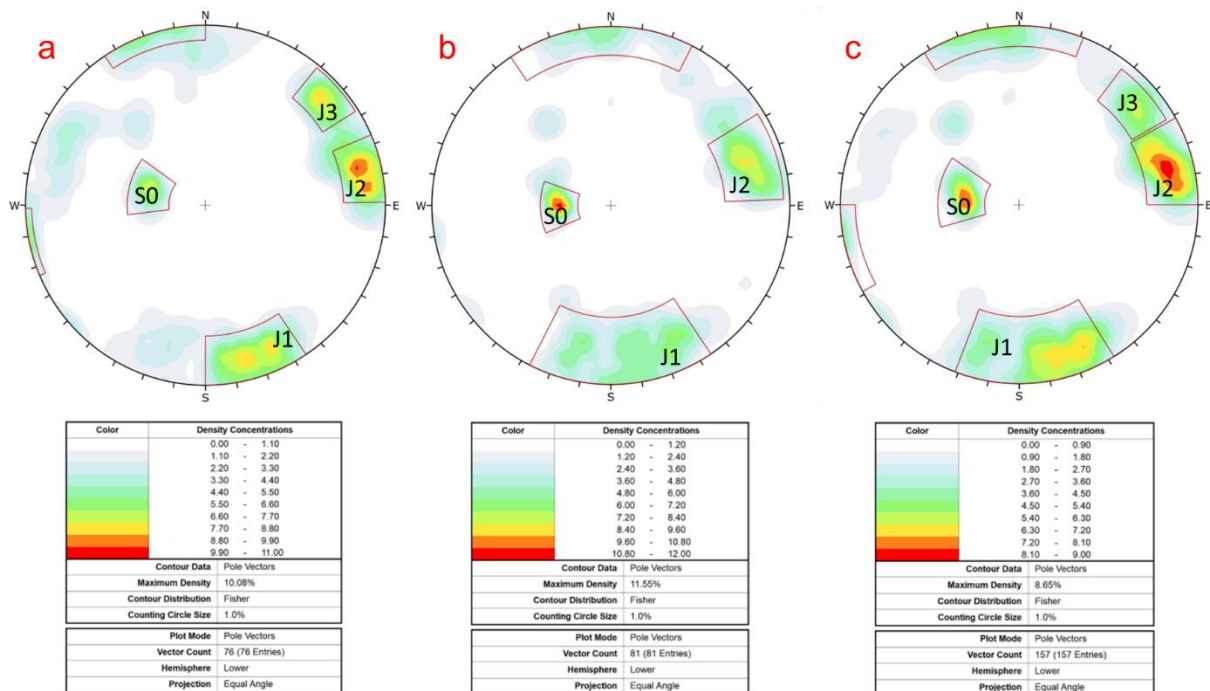 a
N
W
E
S
S0
J3
J2
J1
b
N
W
E
S
S0
J2
J1
c
N
W
E
S
S0
J3
J2
J1
Color Density Concentrations
0.00 - 1.10
1.10 - 2.20
2.20 - 3.30
3.30 - 4.40
4.40 - 5.50
5.50 - 6.60
6.60 - 7.70
7.70 - 8.80
8.80 - 9.90
9.90 - 11.00
Contour Data Pole Vectors
Maximum Density 10.08%
Contour Distribution Fisher
Counting Circle Size 1.0%
Plot Mode Pole Vectors
Vector Count 76 (76 Entries)
Hemisphere Lower
Projection Equal Angle
Color Density Concentrations
0.00 - 1.20
1.20 - 2.40
2.40 - 3.60
3.60 - 4.80
4.80 - 6.00
6.00 - 7.20
7.20 - 8.40
8.40 - 9.60
9.60 - 10.80
10.80 - 12.00
Contour Data Pole Vectors
Maximum Density 11.55%
Contour Distribution Fisher
Counting Circle Size 1.0%
Plot Mode Pole Vectors
Vector Count 81 (81 Entries)
Hemisphere Lower
Projection Equal Angle
Color Density Concentrations
0.00 - 0.90
0.90 - 1.80
1.80 - 2.70
2.70 - 3.60
3.60 - 4.50
4.50 - 5.40
5.40 - 6.30
6.30 - 7.20
7.20 - 8.10
8.10 - 9.00
Contour Data Pole Vectors
Maximum Density 8.65%
Contour Distribution Fisher
Counting Circle Size 1.0%
Plot Mode Pole Vectors
Vector Count 157 (157 Entries)
Hemisphere Lower
Projection Equal Angle